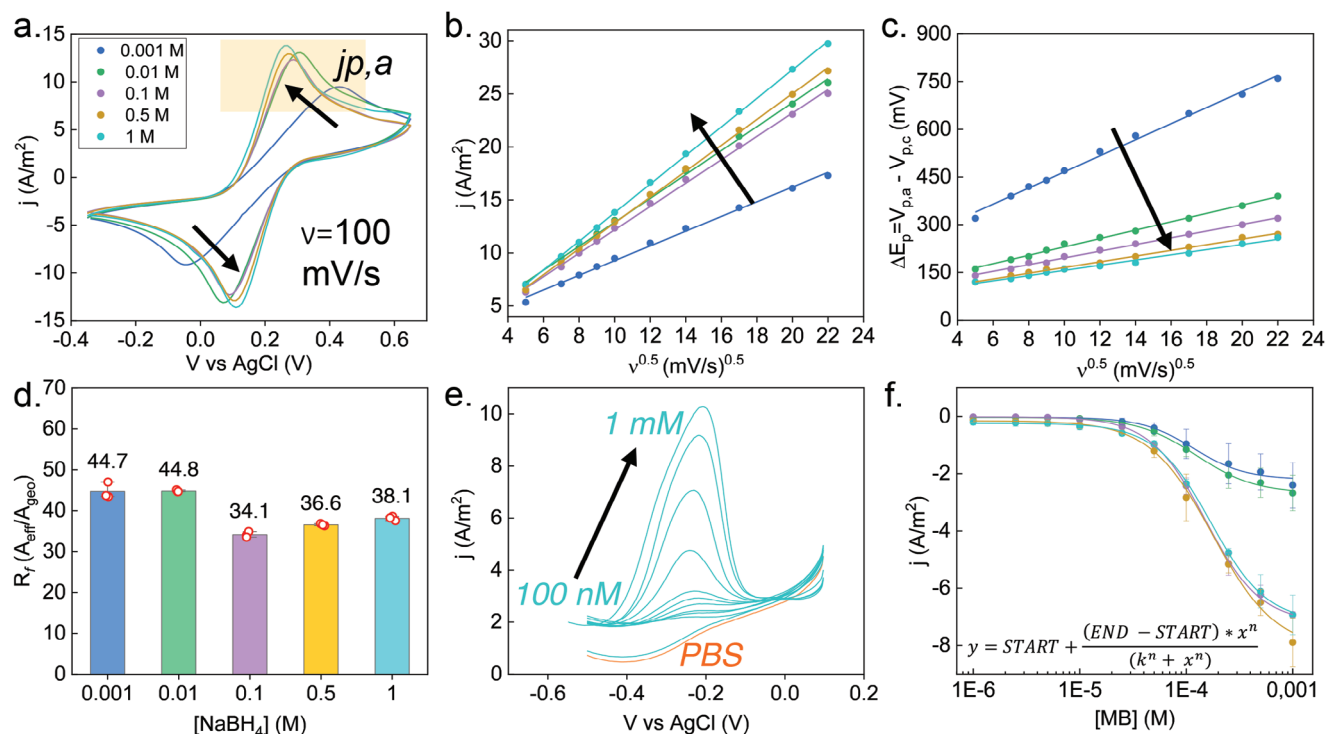 a.
15
10
5
0
-5
-10
-15
j (A/m²)
0.001 M
0.01 M
0.1 M
0.5 M
1 M
jp,a
ν=100
mV/s
-0.4 -0.2 0.0 0.2 0.4 0.6
V vs AgCl (V)
b.
30
25
20
15
10
5
j (A/m²)
4 6 8 10 12 14 16 18 20 22 24
ν⁰·⁵ (mV/s)⁰·⁵
c.
900
750
600
450
300
150
0
ΔEₚ=Vₚ,ₐ - Vₚ,c (mV)
4 6 8 10 12 14 16 18 20 22 24
ν⁰·⁵ (mV/s)⁰·⁵
d.
70
60
50
40
30
20
10
0
R_f (A_eff/A_geo)
44.7 44.8 34.1 36.6 38.1
0.001 0.01 0.1 0.5 1
[NaBH₄] (M)
e.
10
8
6
4
2
0
j (A/m²)
1 mM
100 nM
PBS
-0.6 -0.4 -0.2 0.0 0.2
V vs AgCl (V)
f.
0
-2
-4
-6
-8
j (A/m²)
y = START + (END − START) * xⁿ / (kⁿ + xⁿ)
1E-6 1E-5 1E-4 0,001
[MB] (M)